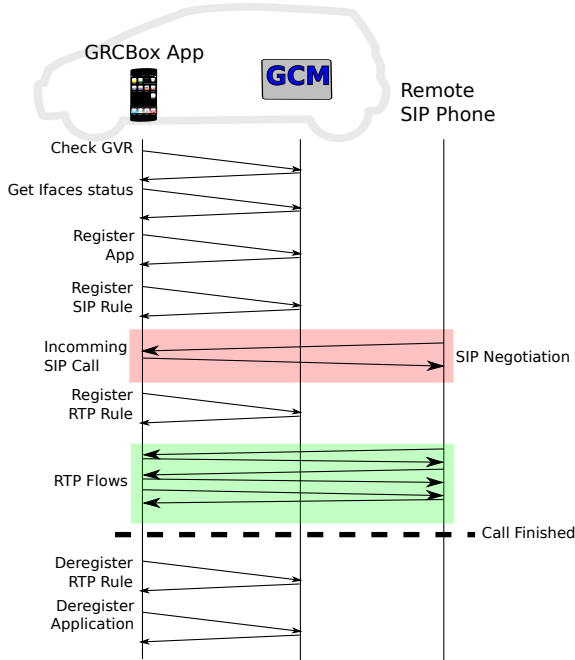 GRCBox App
GCM
Remote
SIP Phone
Check GVR
Get Ifaces status
Register
App
Register
SIP Rule
Incomming
SIP Call
SIP Negotiation
Register
RTP Rule
RTP Flows
Call Finished
Deregister
RTP Rule
Deregister
Application